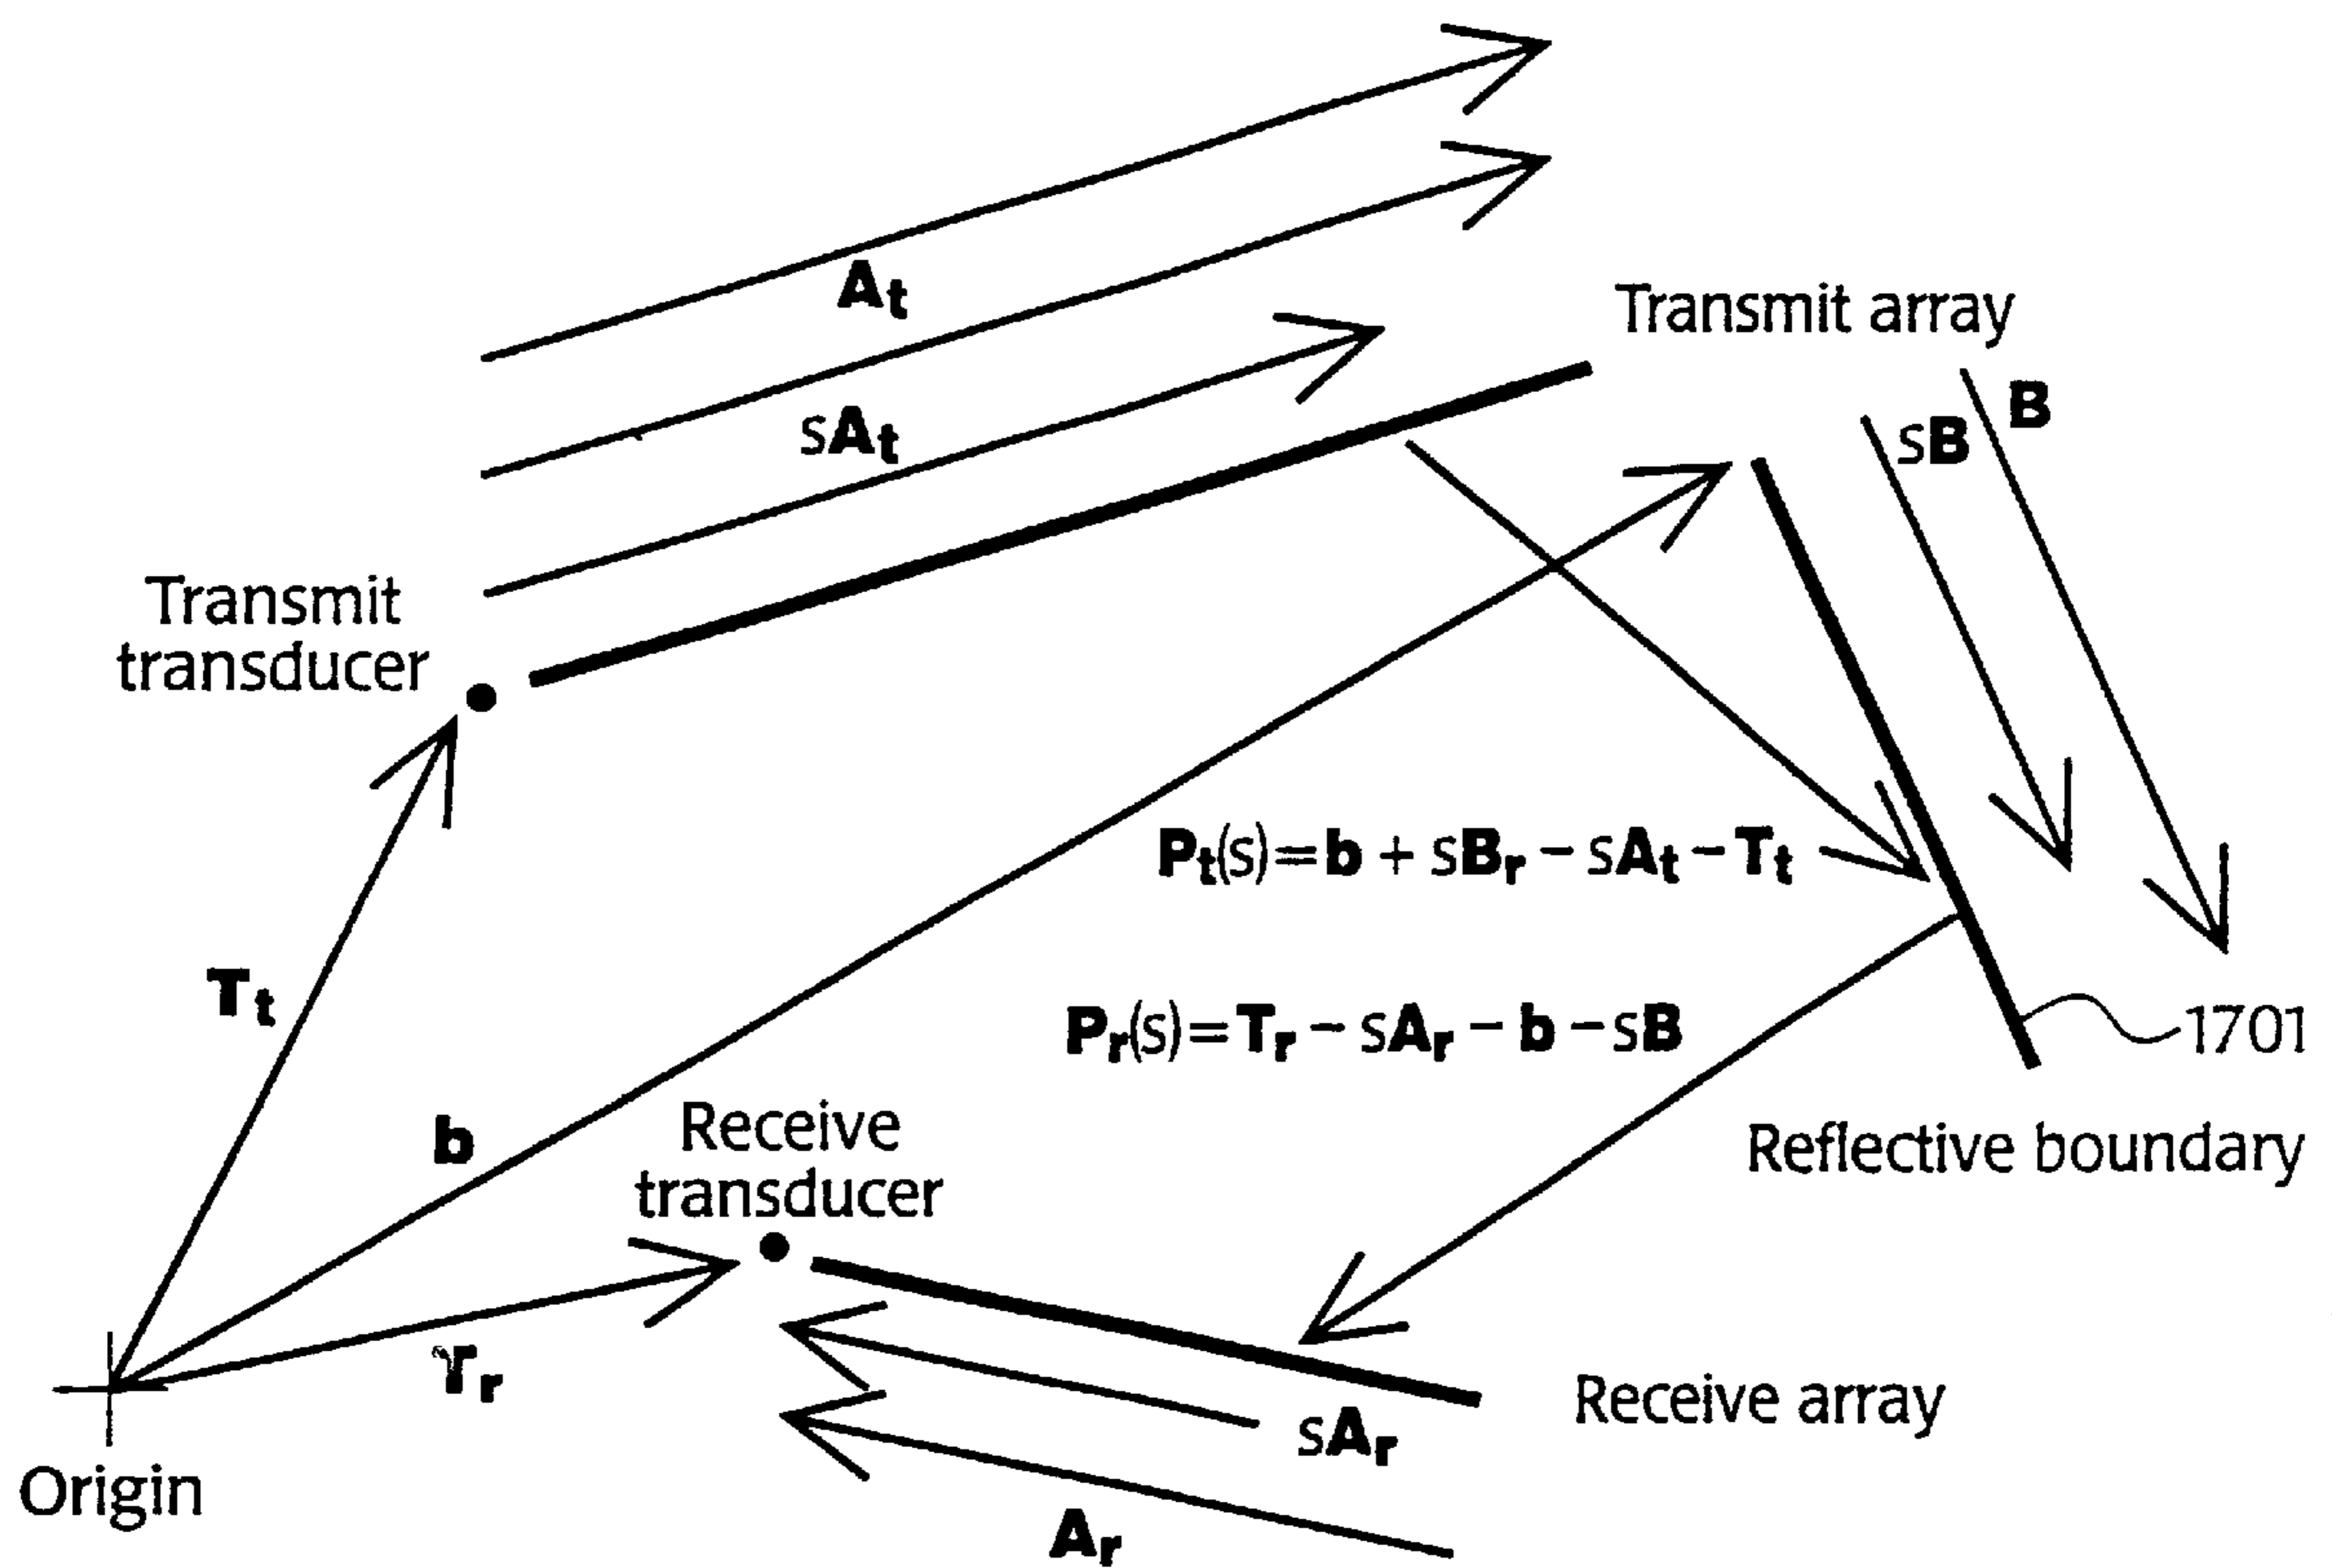 At
Transmit array
B
sB
sAt
Transmit
transducer
Pt(s)=b + sBr – sAt – Tt
Tt
Pr(s)=Tr – sAr – b – sB
1701
b
Receive
transducer
Reflective boundary
Tr
Receive array
sAr
Origin
Ar